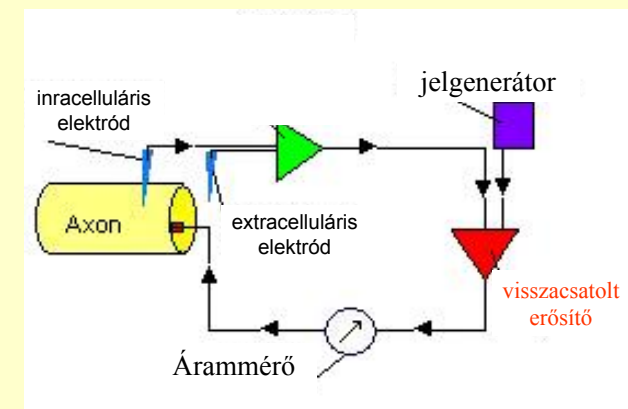 jelgenerátor
inracelluláris
elektród
Axon
extracelluláris
elektród
visszacsatolt
erősítő
Árammérő